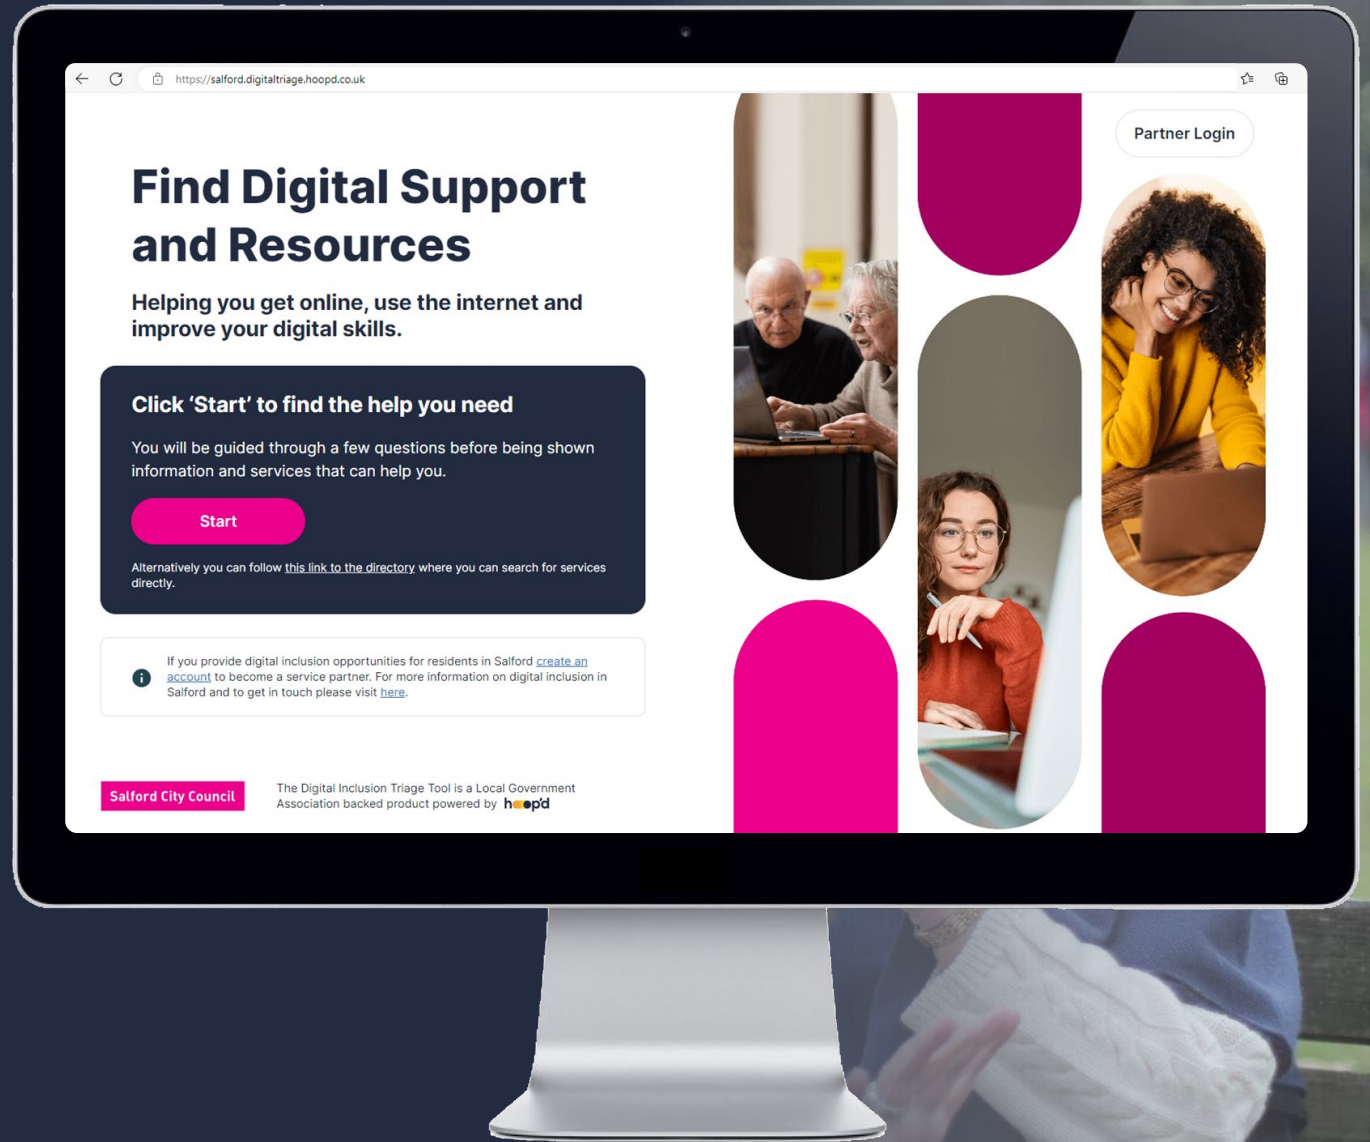 https://salford.digitaltriage.hoopd.co.uk
Partner Login
Find Digital Support
and Resources
Helping you get online, use the internet and
improve your digital skills.
Click ‘Start’ to find the help you need
You will be guided through a few questions before being shown
information and services that can help you.
Start
Alternatively you can follow this link to the directory where you can search for services
directly.
If you provide digital inclusion opportunities for residents in Salford create an
account to become a service partner. For more information on digital inclusion in
Salford and to get in touch please visit here.
Salford City Council
The Digital Inclusion Triage Tool is a Local Government
Association backed product powered by hoop'd